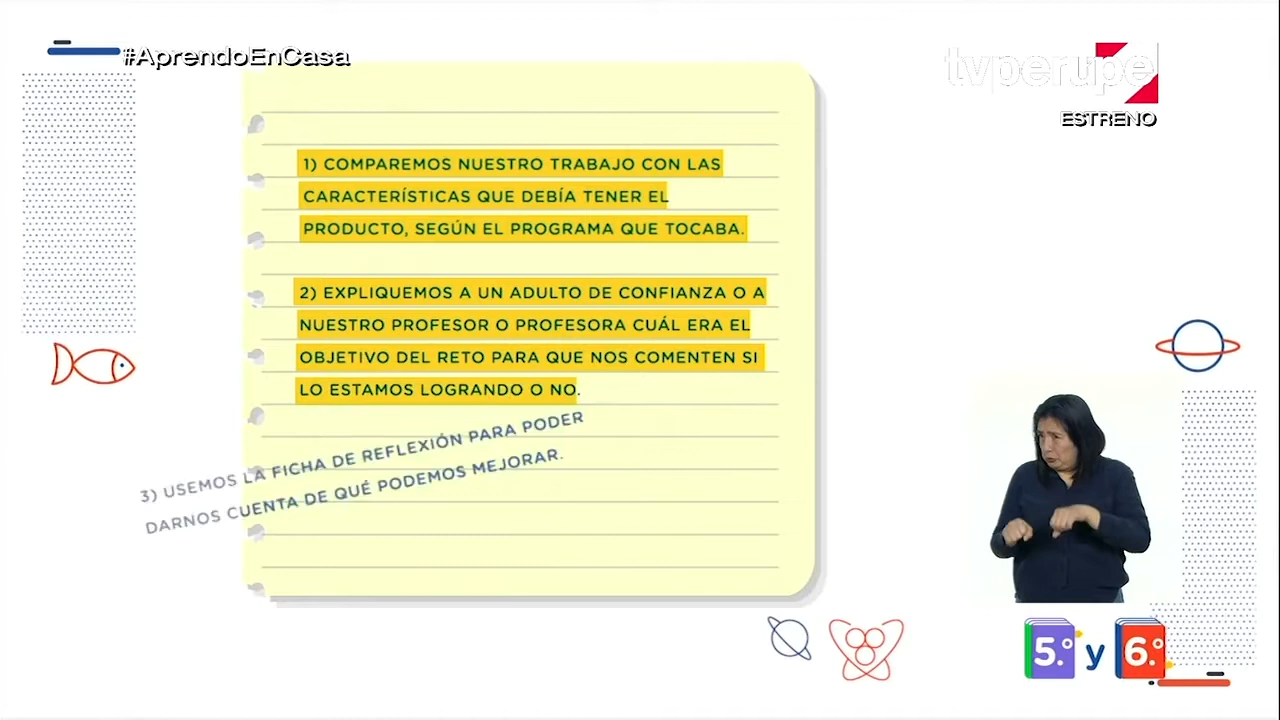 #AprendoEnCasa
tvperupe
ESTRENO
1) COMPAREMOS NUESTRO TRABAJO CON LAS
CARACTERÍSTICAS QUE DEBÍA TENER EL
PRODUCTO, SEGÚN EL PROGRAMA QUE TOCABA.
2) EXPLIQUEMOS A UN ADULTO DE CONFIANZA O A
NUESTRO PROFESOR O PROFESORA CUÁL ERA EL
OBJETIVO DEL RETO PARA QUE NOS COMENTEN SI
LO ESTAMOS LOGRANDO O NO.
3) USEMOS LA FICHA DE REFLEXIÓN PARA PODER
DARNOS CUENTA DE QUÉ PODEMOS MEJORAR.
5.° y 6.°